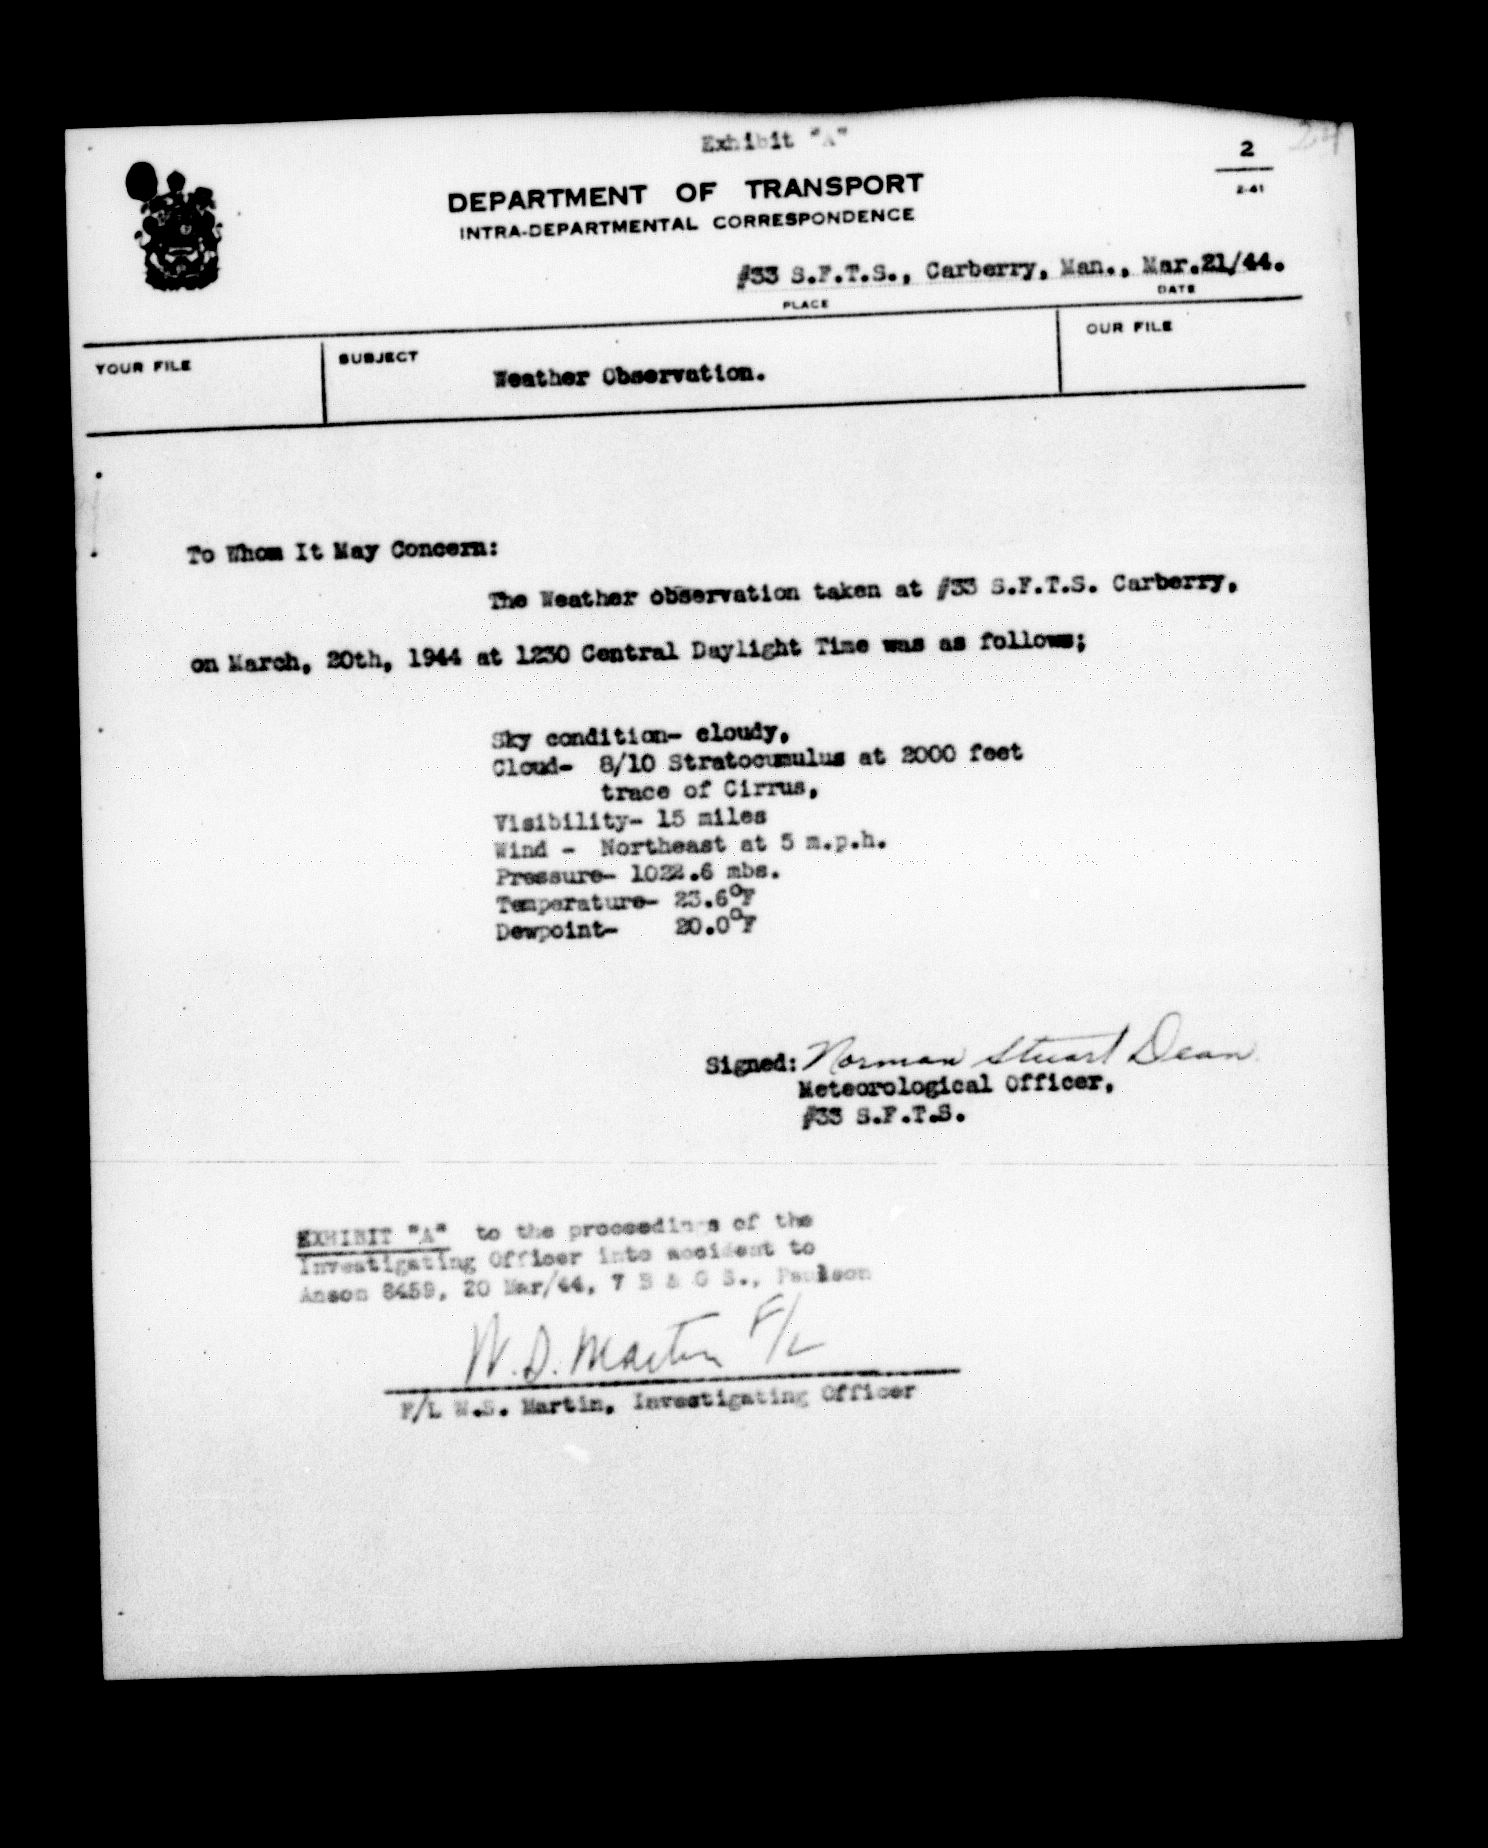 Exhibit "A"
24
2
2-41
DEPARTMENT OF TRANSPORT
INTRA-DEPARTMENTAL CORRESPONDENCE
#33 S.F.T.S., Carberry, Man., Mar.21/44.
PLACE
DATE
YOUR FILE
SUBJECT
Weather Observation.
OUR FILE
To Whom It May Concern:
The Weather observation taken at #33 S.F.T.S. Carberry,
on March, 20th, 1944 at 1230 Central Daylight Time was as follows;
Sky condition- cloudy,
Cloud- 8/10 Stratocumulus at 2000 feet
trace of Cirrus,
Visibility- 15 miles
Wind - Northeast at 5 m.p.h.
Pressure- 1022.6 mbs.
Temperature- 23.6°F
Dewpoint- 20.0°F
Signed: Norman Stuart Dean
Meteorological Officer,
#33 S.F.T.S.
EXHIBIT "A" to the proceedings of the
Investigating Officer into accident to
Anson 8459, 20 Mar/44, 7 B & G S., Paulson
W.S. Martin F/L
F/L W.S. Martin, Investigating Officer